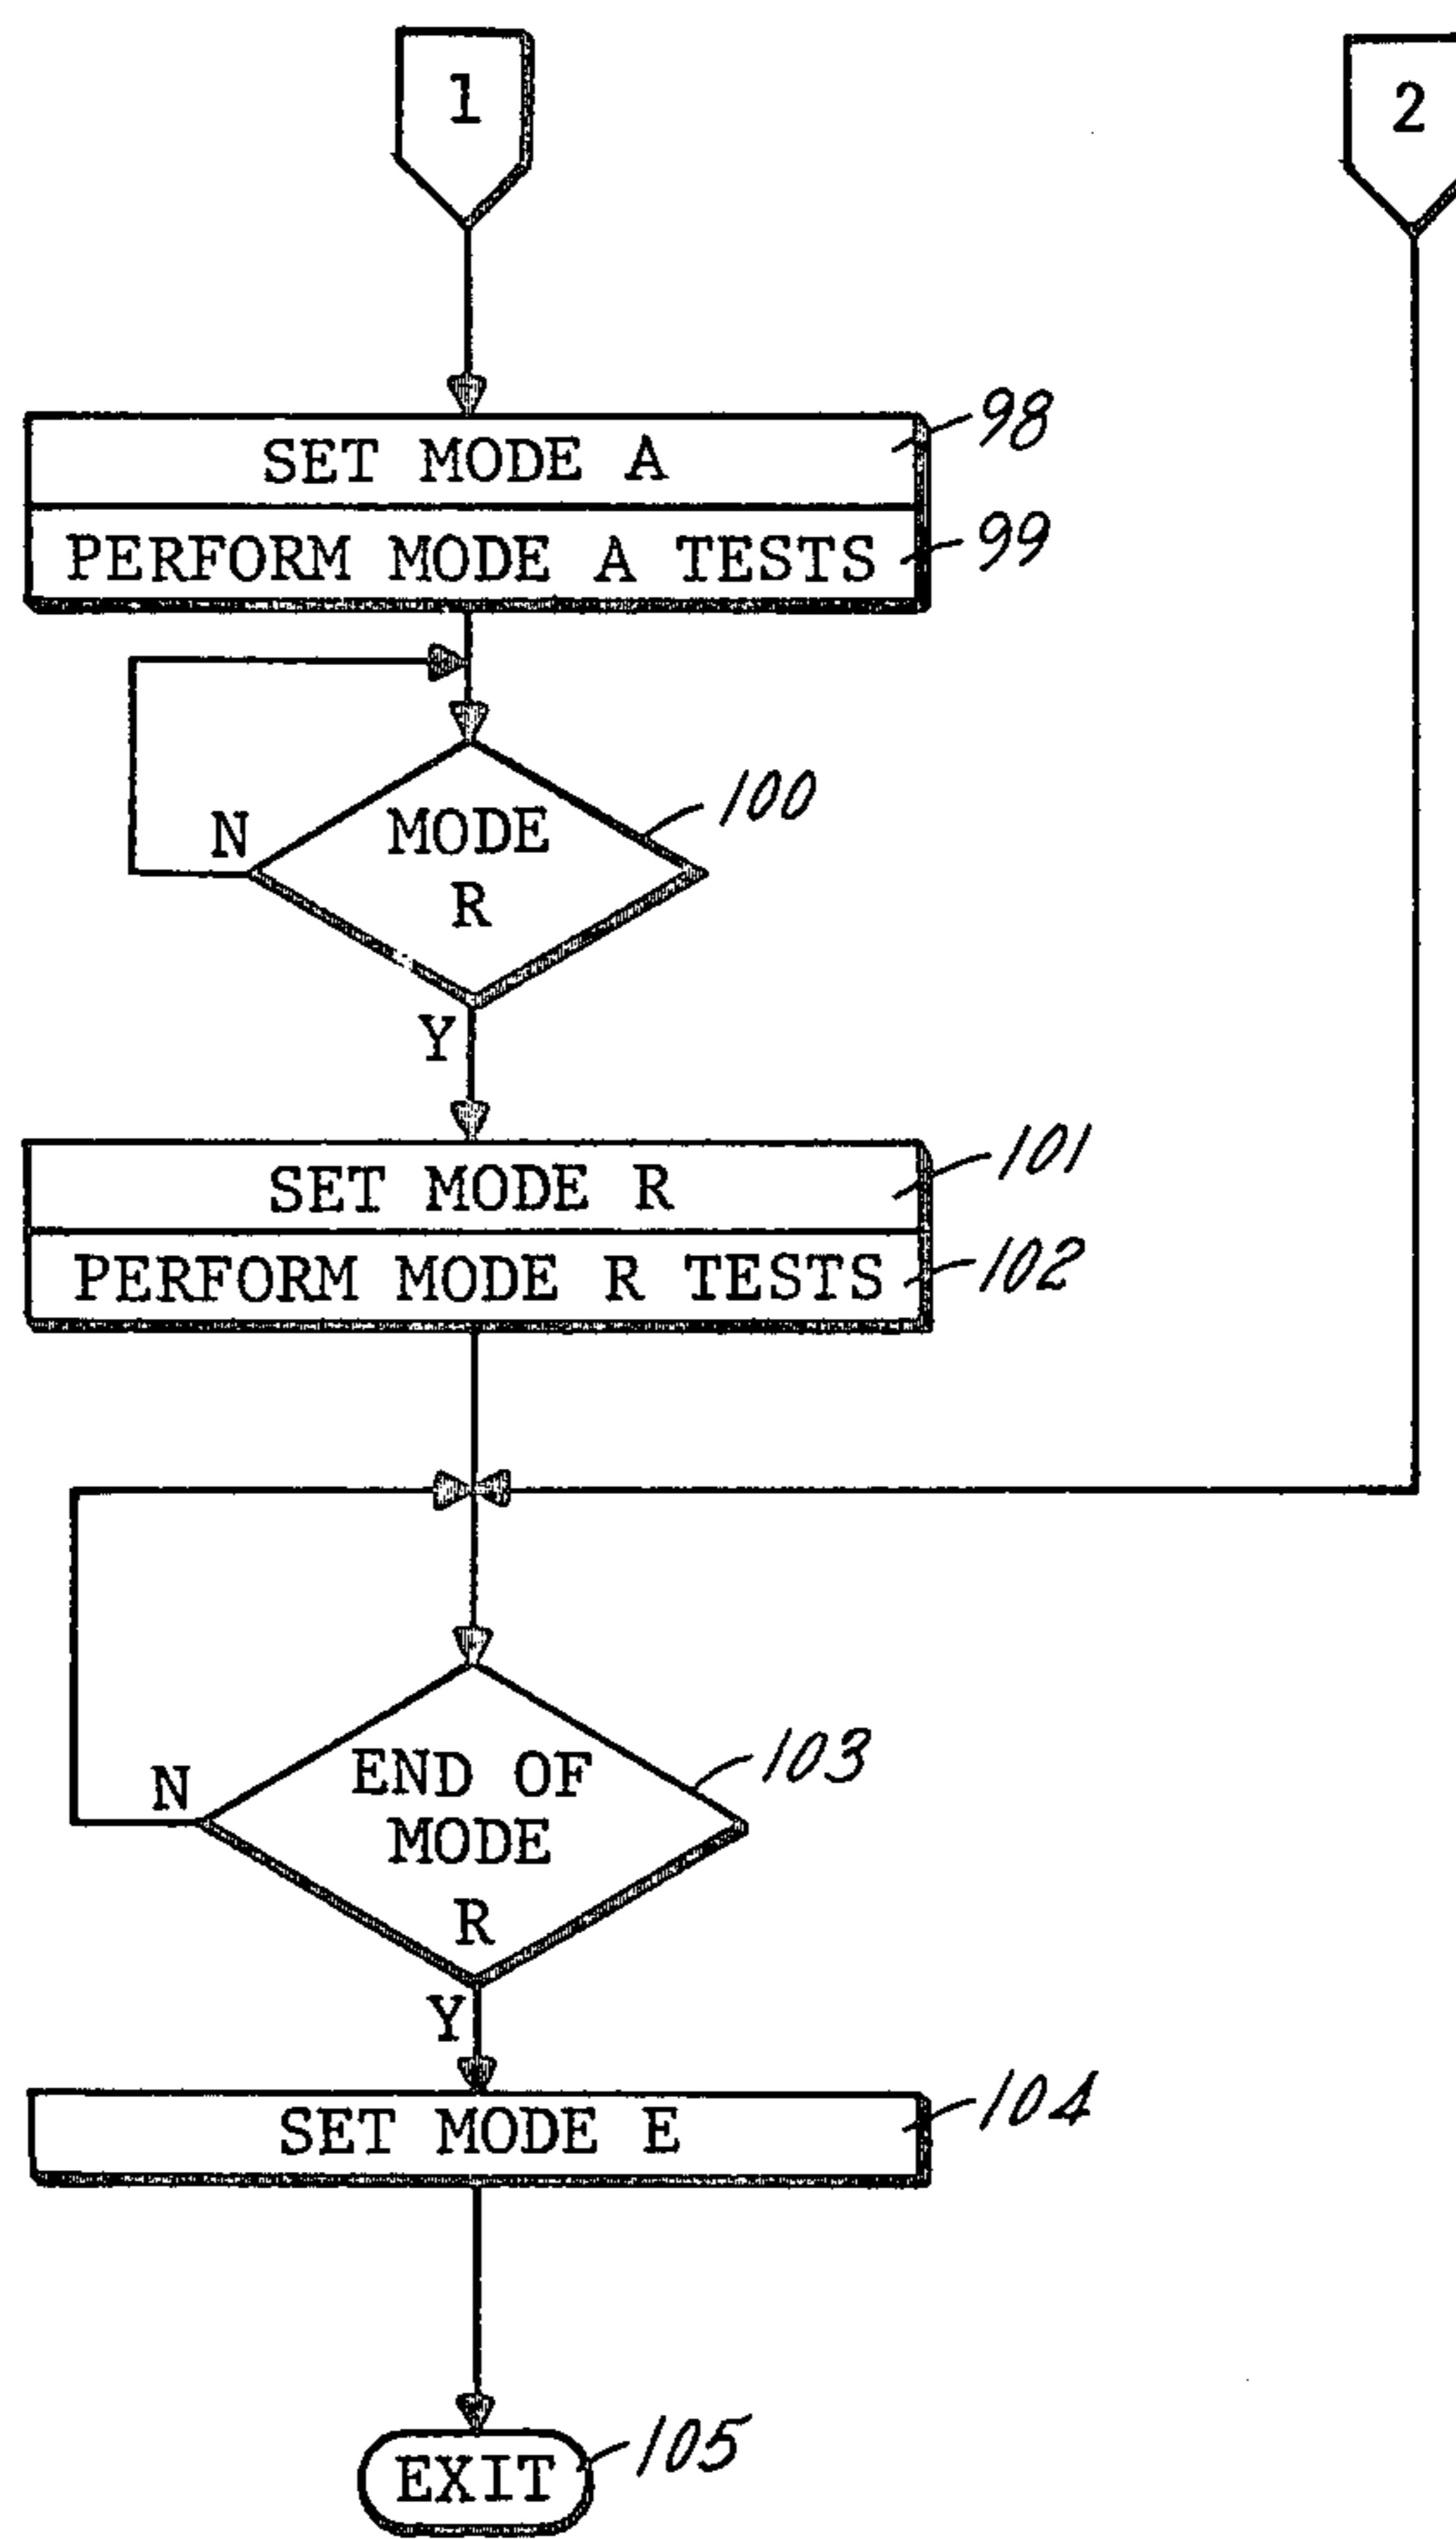 1
2
SET MODE A
98
PERFORM MODE A TESTS
99
100
MODE
N
R
Y
SET MODE R
101
PERFORM MODE R TESTS
102
103
END OF
N
MODE
R
Y
SET MODE E
104
EXIT
105